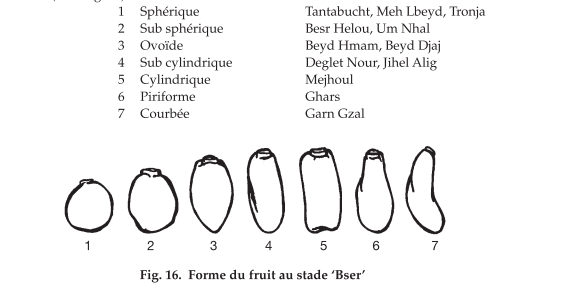 1 Sphérique Tantabucht, Meh Lbeyd, Tronja
2 Sub sphérique Besr Helou, Um Nhal
3 Ovoïde Beyd Hmam, Beyd Djaj
4 Sub cylindrique Deglet Nour, Jihel Alig
5 Cylindrique Mejhoul
6 Piriforme Ghars
7 Courbée Garn Gzal
1 2 3 4 5 6 7
Fig. 16. Forme du fruit au stade ‘Bser’